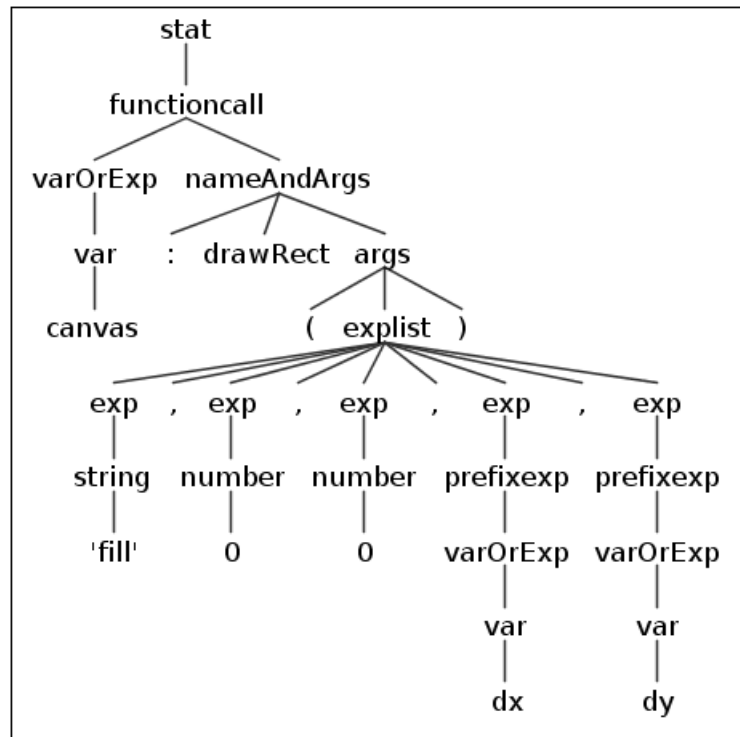 stat
functioncall
varOrExp nameAndArgs
var : drawRect args
canvas ( explist )
exp , exp , exp , exp , exp
string number number prefixexp prefixexp
'fill' 0 0 varOrExp varOrExp
var var
dx dy